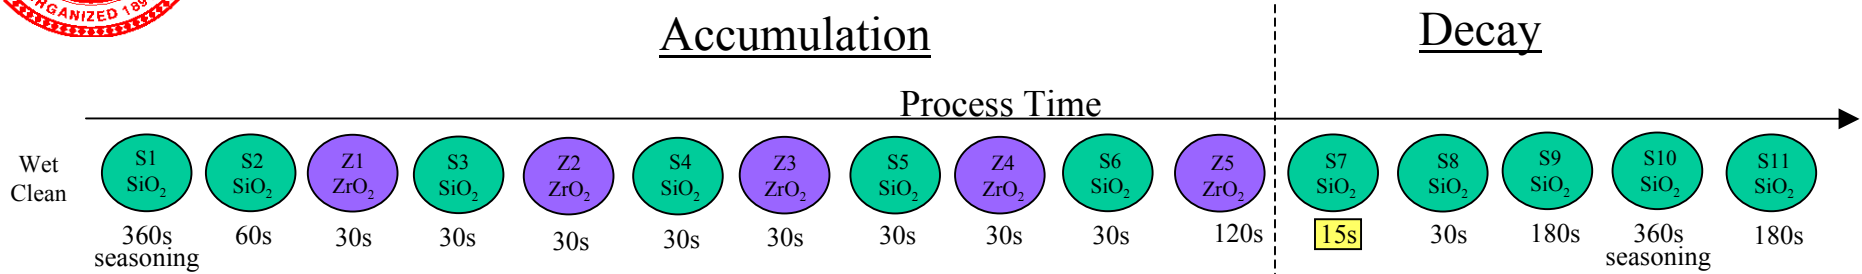 RGANIZED 189
Accumulation
Decay
Process Time
Wet
Clean
S1
SiO₂
S2
SiO₂
Z1
ZrO₂
S3
SiO₂
Z2
ZrO₂
S4
SiO₂
Z3
ZrO₂
S5
SiO₂
Z4
ZrO₂
S6
SiO₂
Z5
ZrO₂
S7
SiO₂
S8
SiO₂
S9
SiO₂
S10
SiO₂
S11
SiO₂
360s
seasoning
60s
30s
30s
30s
30s
30s
30s
30s
30s
120s
15s
30s
180s
360s
seasoning
180s